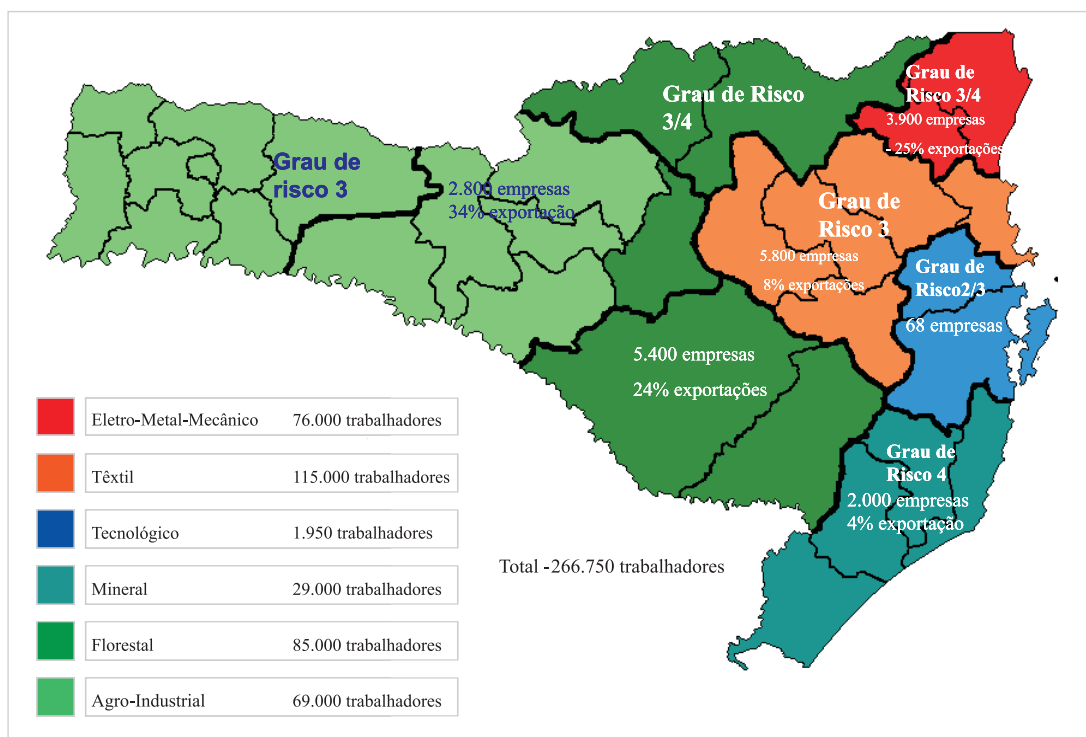 Grau de
Risco 3/4
3.900 empresas
- 25% exportações
Grau de Risco
3/4
Grau de
risco 3
2.800 empresas
34% exportação
Grau de
Risco 3
5.800 empresas
8% exportações
Grau de
Risco2/3
68 empresas
5.400 empresas
24% exportações
Grau de
Risco 4
2.000 empresas
4% exportação
Eletro-Metal-Mecânico 76.000 trabalhadores
Têxtil 115.000 trabalhadores
Tecnológico 1.950 trabalhadores
Mineral 29.000 trabalhadores
Florestal 85.000 trabalhadores
Agro-Industrial 69.000 trabalhadores
Total -266.750 trabalhadores